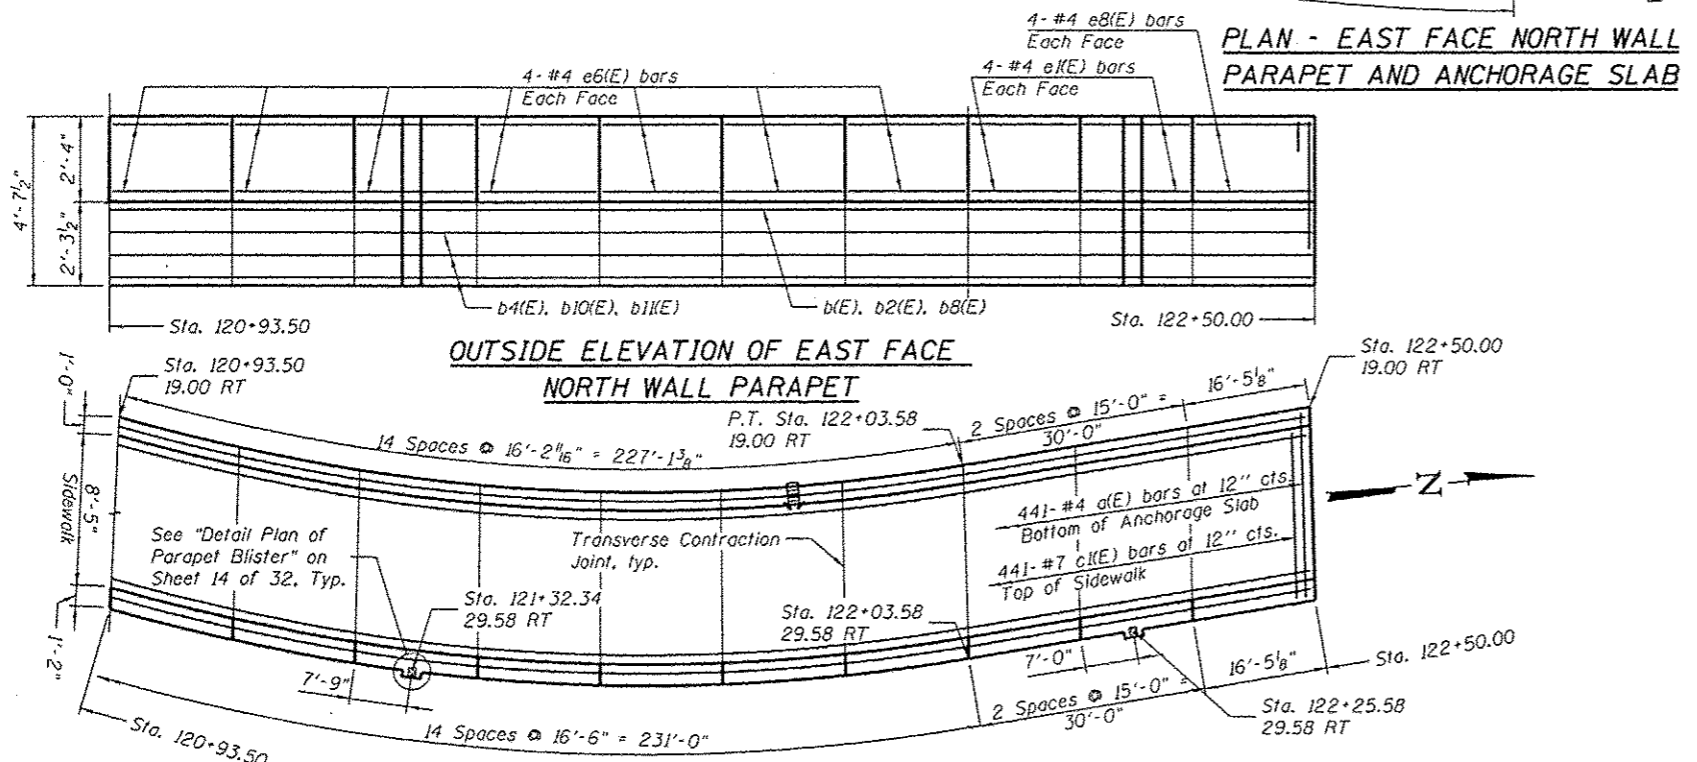 4- #4 e8(E) bars
Each Face
PLAN - EAST FACE NORTH WALL
PARAPET AND ANCHORAGE SLAB
4- #4 e6(E) bars
Each Face
4- #4 e1(E) bars
Each Face
4'-7½"
2'-4"
2'-3½"
b4(E), b10(E), b11(E)
b(E), b2(E), b8(E)
Sta. 120+93.50
Sta. 122+50.00
OUTSIDE ELEVATION OF EAST FACE
NORTH WALL PARAPET
Sta. 120+93.50
19.00 RT
Sta. 122+50.00
19.00 RT
1'-0"
8'-5"
Sidewalk
1'-2"
14 Spaces @ 16'-2 11/16" = 227'-1⅜"
P.T. Sta. 122+03.58
19.00 RT
2 Spaces @ 15'-0" =
30'-0"
16'-5⅛"
See "Detail Plan of
Parapet Blister" on
Sheet 14 of 32, Typ.
Transverse Contraction
Joint, typ.
441- #4 a(E) bars at 12" cts.
Bottom of Anchorage Slab
441- #7 c1(E) bars at 12" cts.
Top of Sidewalk
Z
Sta. 121+32.34
29.58 RT
Sta. 122+03.58
29.58 RT
7'-9"
7'-0"
16'-5⅛"
Sta. 122+50.00
Sta. 120+93.50
14 Spaces @ 16'-6" = 231'-0"
2 Spaces @ 15'-0" =
30'-0"
Sta. 122+25.58
29.58 RT